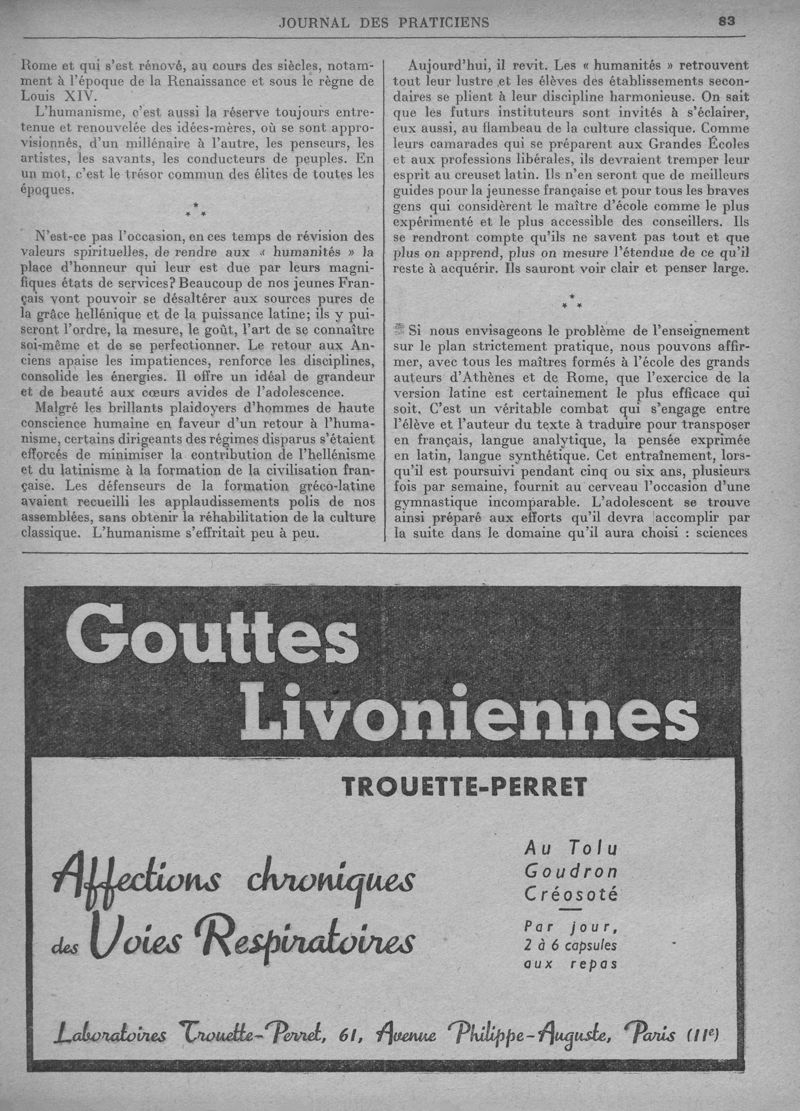 JOURNAL DES PRATICIENS 83
Rome et qui s'est rénové, au cours des siècles, notam-
ment à l'époque de la Renaissance et sous le règne de
Louis XIV.
L'humanisme, c'est aussi la réserve toujours entre-
tenue et renouvelée des idées-mères, où se sont appro-
visionnés, d'un millénaire à l'autre, les penseurs, les
artistes, les savants, les conducteurs de peuples. En
un mot, c'est le trésor commun des élites de toutes les
époques.
*
* *
N'est-ce pas l'occasion, en ces temps de révision des
valeurs spirituelles, de rendre aux « humanités » la
place d'honneur qui leur est due par leurs magni-
fiques états de services? Beaucoup de nos jeunes Fran-
çais vont pouvoir se désaltérer aux sources pures de
la grâce hellénique et de la puissance latine; ils y pui-
seront l'ordre, la mesure, le goût, l'art de se connaître
soi-même et de se perfectionner. Le retour aux An-
ciens apaise les impatiences, renforce les disciplines,
consolide les énergies. Il offre un idéal de grandeur
et de beauté aux cœurs avides de l'adolescence.
Malgré les brillants plaidoyers d'hommes de haute
conscience humaine en faveur d'un retour à l'huma-
nisme, certains dirigeants des régimes disparus s'étaient
efforcés de minimiser la contribution de l'hellénisme
et du latinisme à la formation de la civilisation fran-
çaise. Les défenseurs de la formation gréco-latine
avaient recueilli les applaudissements polis de nos
assemblées, sans obtenir la réhabilitation de la culture
classique. L'humanisme s'effritait peu à peu.
Aujourd'hui, il revit. Les « humanités » retrouvent
tout leur lustre et les élèves des établissements secon-
daires se plient à leur discipline harmonieuse. On sait
que les futurs instituteurs sont invités à s'éclairer,
eux aussi, au flambeau de la culture classique. Comme
leurs camarades qui se préparent aux Grandes Écoles
et aux professions libérales, ils devraient tremper leur
esprit au creuset latin. Ils n'en seront que de meilleurs
guides pour la jeunesse française et pour tous les braves
gens qui considèrent le maître d'école comme le plus
expérimenté et le plus accessible des conseillers. Ils
se rendront compte qu'ils ne savent pas tout et que
plus on apprend, plus on mesure l'étendue de ce qu'il
reste à acquérir. Ils sauront voir clair et penser large.
*
* *
Si nous envisageons le problème de l'enseignement
sur le plan strictement pratique, nous pouvons affir-
mer, avec tous les maîtres formés à l'école des grands
auteurs d'Athènes et de Rome, que l'exercice de la
version latine est certainement le plus efficace qui
soit. C'est un véritable combat qui s'engage entre
l'élève et l'auteur du texte à traduire pour transposer
en français, langue analytique, la pensée exprimée
en latin, langue synthétique. Cet entraînement, lors-
qu'il est poursuivi pendant cinq ou six ans, plusieurs
fois par semaine, fournit au cerveau l'occasion d'une
gymnastique incomparable. L'adolescent se trouve
ainsi préparé aux efforts qu'il devra accomplir par
la suite dans le domaine qu'il aura choisi : sciences
Gouttes
Livoniennes
TROUETTE-PERRET
Affections chroniques
des Voies Respiratoires
Au Tolu
Goudron
Créosoté
Par jour,
2 à 6 capsules
aux repas
Laboratoires Trouette-Perret, 61, Avenue Philippe-Auguste, Paris (11e)